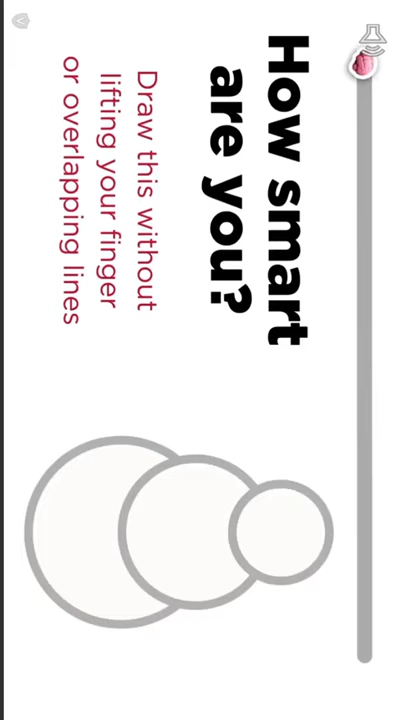 How smart
are you?
Draw this without
lifting your finger
or overlapping lines